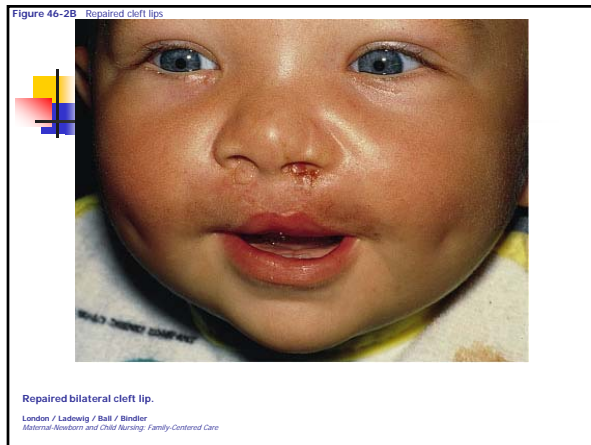 Figure 46-2B Repaired cleft lips
Repaired bilateral cleft lip.
London / Ladewig / Ball / Bindler
Maternal-Newborn and Child Nursing: Family-Centered Care